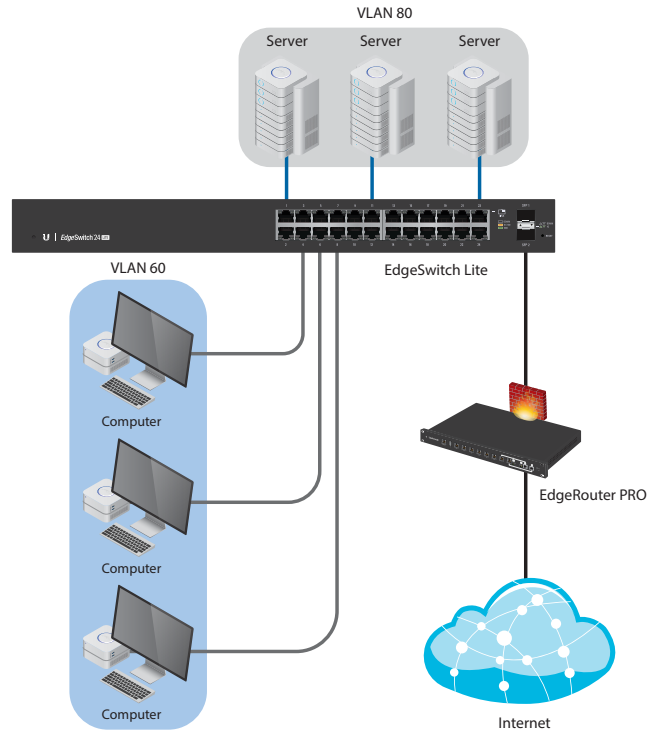 VLAN 80
Server
Server
Server
EdgeSwitch 24
VLAN 60
EdgeSwitch Lite
Computer
EdgeRouter PRO
Computer
Computer
Internet